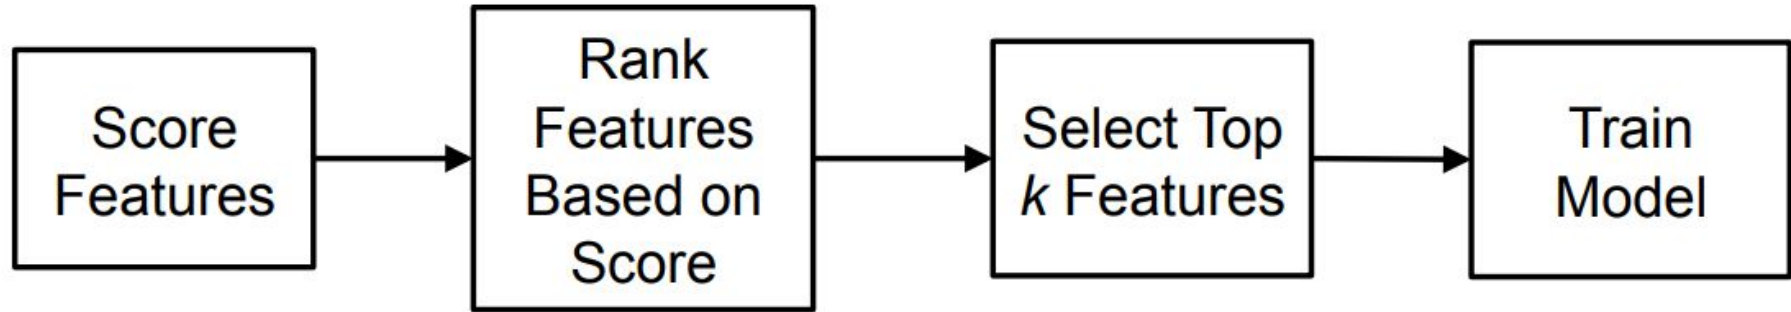 Score
Features
Rank
Features
Based on
Score
Select Top
k Features
Train
Model